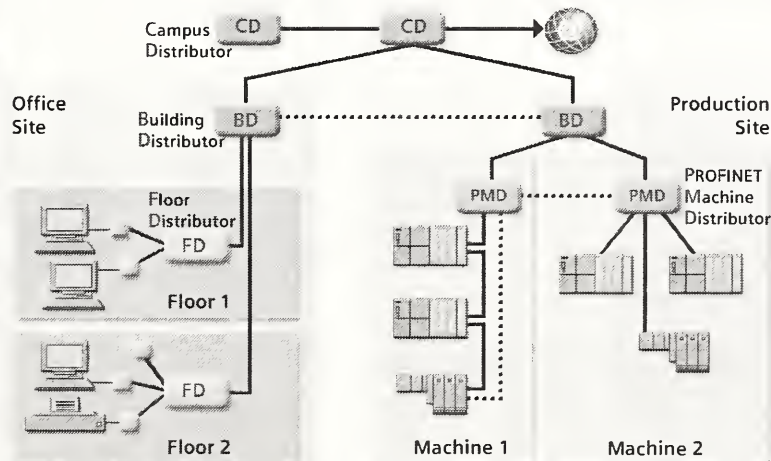 CD
CD
Campus
Distributor
Office
Site
Building
Distributor
BD
BD
Production
Site
Floor
Distributor
FD
Floor 1
PMD
PMD
PROFINET
Machine
Distributor
FD
Floor 2
Machine 1
Machine 2